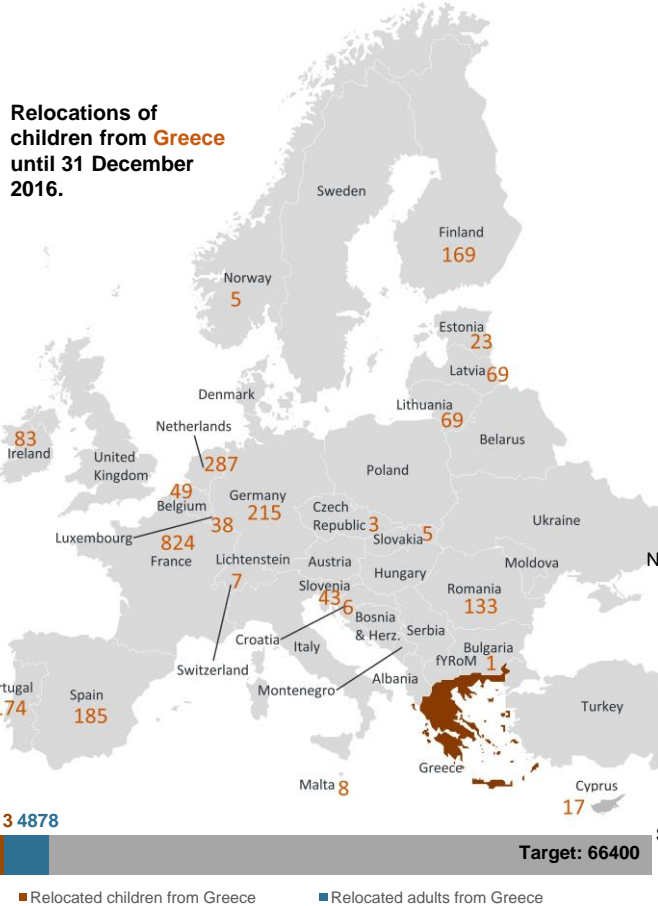 Relocations of
children from Greece
until 31 December
2016.
Sweden
Finland
169
Norway
5
Estonia
23
Latvia 69
Lithuania
69
Denmark
Netherlands
287
Belarus
83
Ireland
United
Kingdom
Poland
49
Belgium
Germany
215
Czech
Republic 3
Slovakia 5
Ukraine
Luxembourg
38
824
France
Lichtenstein
7
Austria
Hungary
Moldova
N
Slovenia
43
6
Romania
133
Bosnia
& Herz.
Serbia
Croatia
Italy
Bulgaria
1
fYRoM
Switzerland
Montenegro
Albania
rtugal
174
Spain
185
Turkey
Greece
Malta 8
Cyprus
17
3 4878
Target: 66400
Relocated children from Greece
Relocated adults from Greece